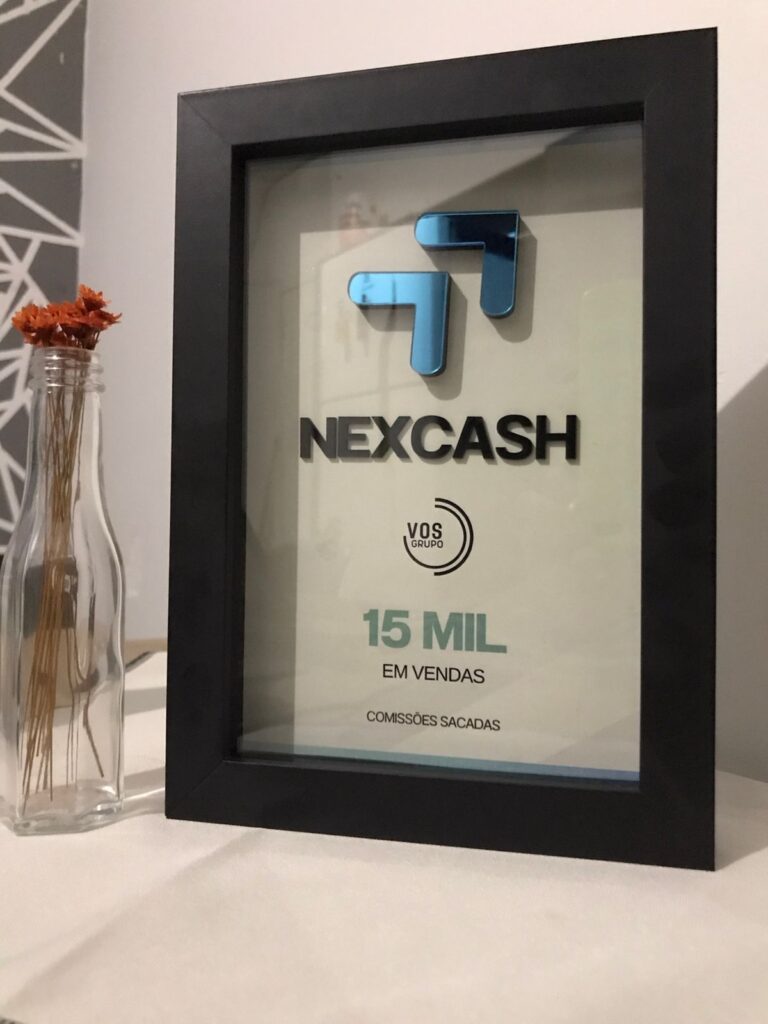 NEXCASH
VOS
GRUPO
15 MIL
EM VENDAS
COMISSÕES SACADAS